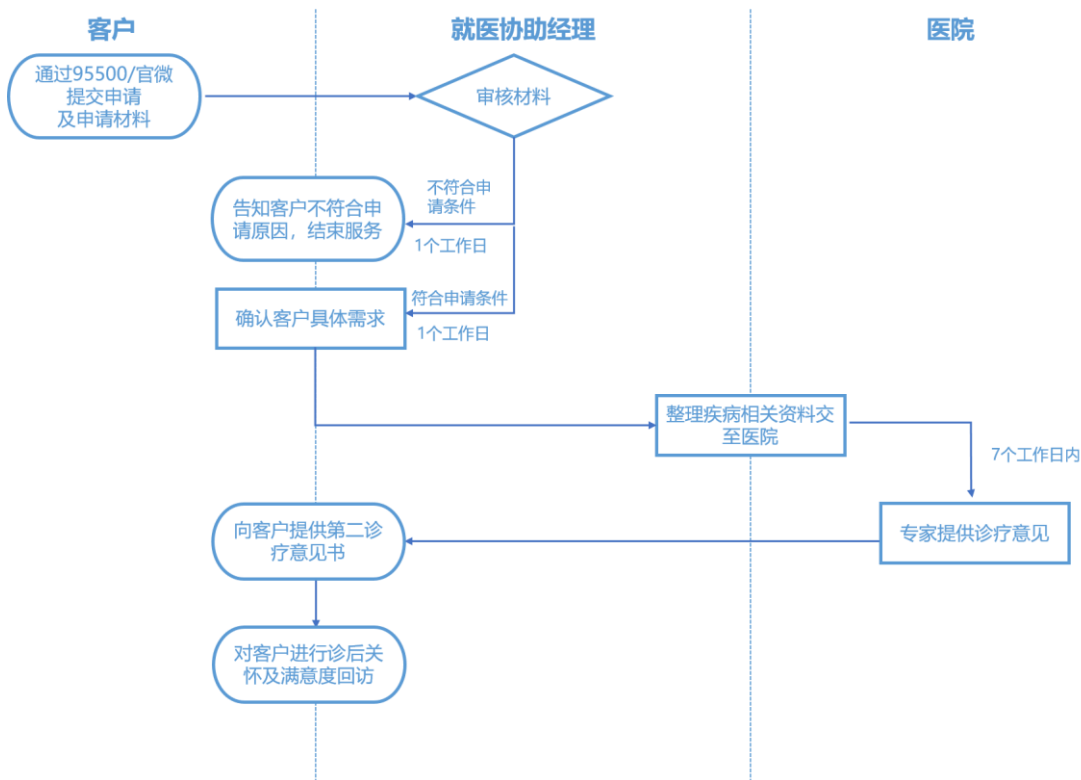 客户
就医协助经理
医院
通过95500/官微
提交申请
及申请材料
审核材料
不符合申
请条件
告知客户不符合申
请原因，结束服务
1个工作日
符合申请条件
确认客户具体需求
1个工作日
整理疾病相关资料交
至医院
7个工作日内
向客户提供第二诊
疗意见书
专家提供诊疗意见
对客户进行诊后关
怀及满意度回访